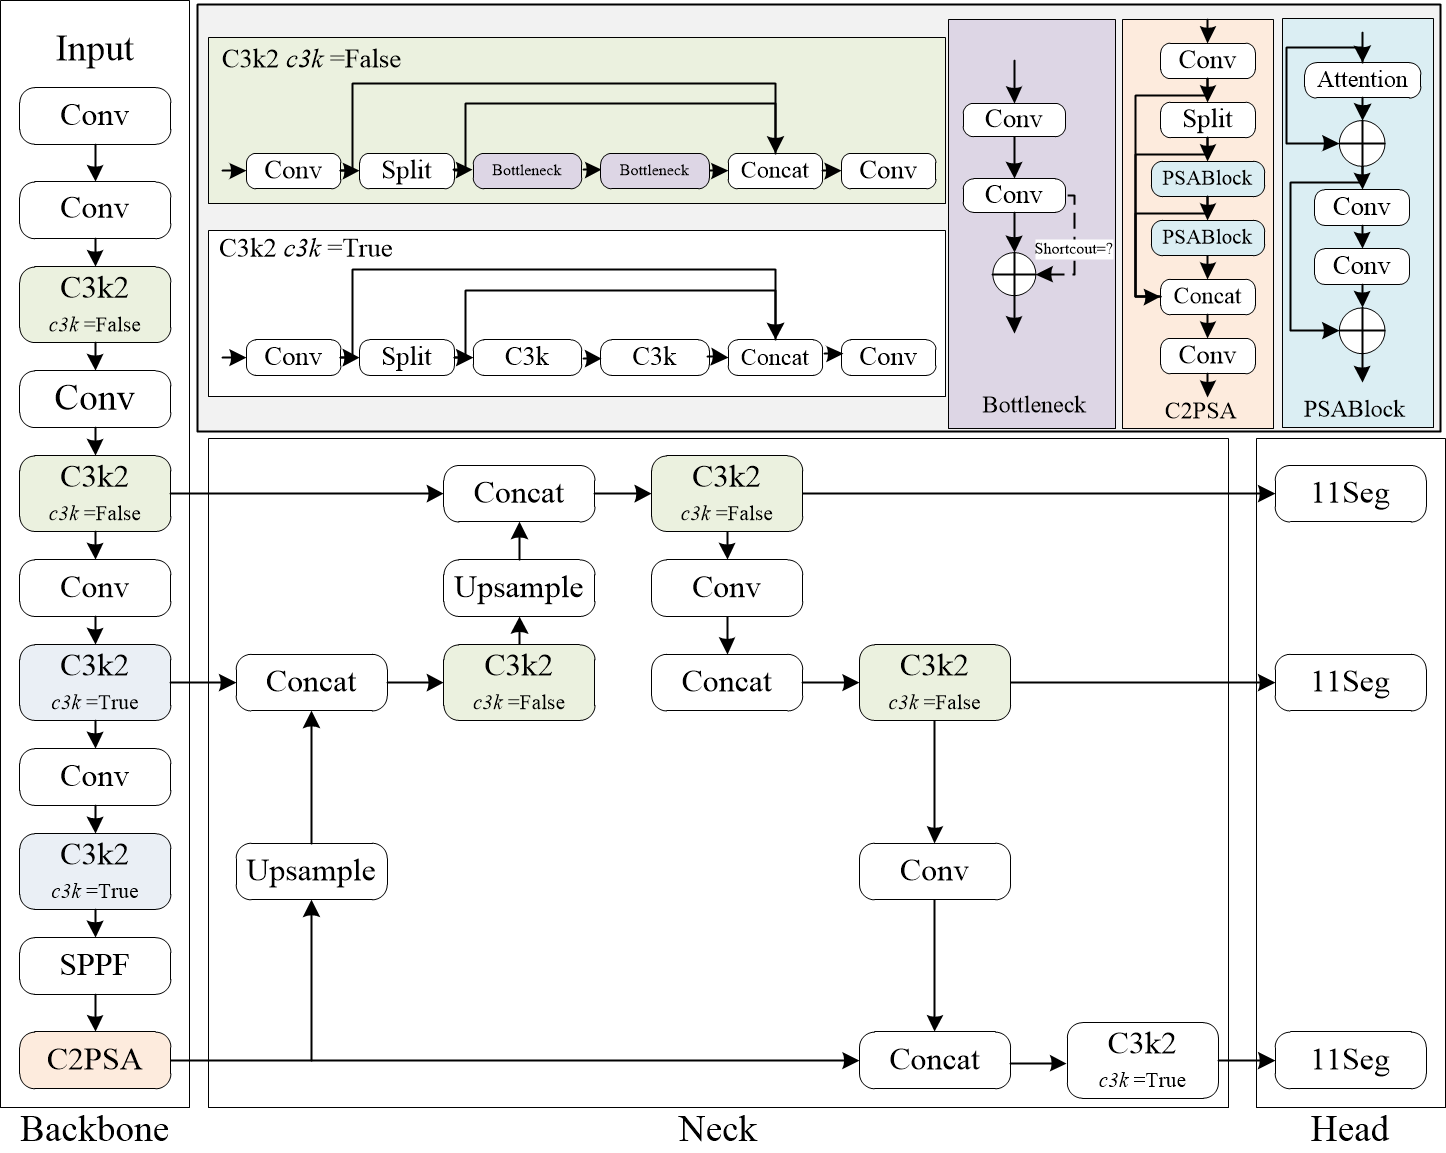 Input
Conv
Conv
C3k2
c3k =False
Conv
C3k2
c3k =False
Conv
C3k2
c3k =True
Conv
C3k2
c3k =True
SPPF
C2PSA
Backbone
C3k2 c3k =False
Conv Split Bottleneck Bottleneck Concat Conv
C3k2 c3k =True
Conv Split C3k C3k Concat Conv
Conv
Conv
Shortcout=?
Bottleneck
Conv
Split
PSABlock
PSABlock
Concat
Conv
C2PSA
Attention
Conv
Conv
PSABlock
Concat
C3k2
c3k =False
Upsample
Conv
Concat
C3k2
c3k =False
Concat
C3k2
c3k =False
Upsample
Conv
Concat
C3k2
c3k =True
Neck
11Seg
11Seg
11Seg
Head